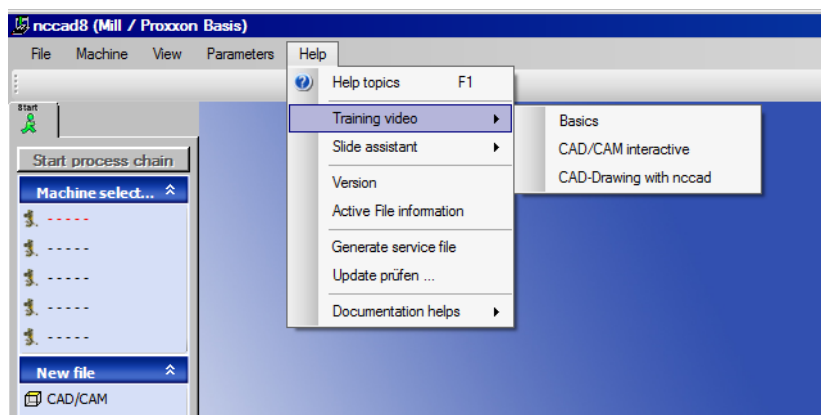 nccad8 (Mill / Proxxon Basis)
File Machine View Parameters Help
Help topics F1
Training video
Slide assistant
Version
Active File information
Generate service file
Update prüfen ...
Documentation helps
Basics
CAD/CAM interactive
CAD-Drawing with nccad
Start
Start process chain
Machine select...
-----
-----
-----
-----
-----
New file
CAD/CAM